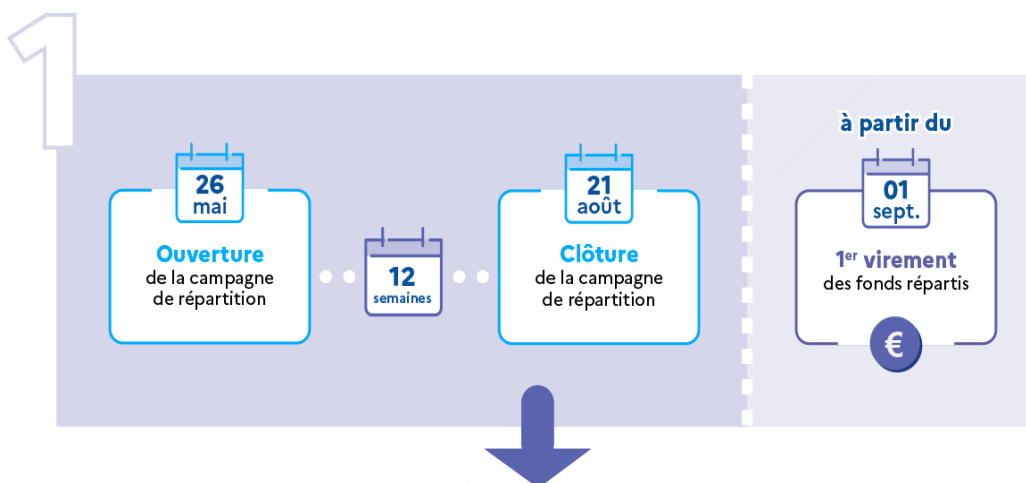 1
26
mai
Ouverture
de la campagne
de répartition
12
semaines
21
août
Clôture
de la campagne
de répartition
à partir du
01
sept.
1er virement
des fonds répartis
€